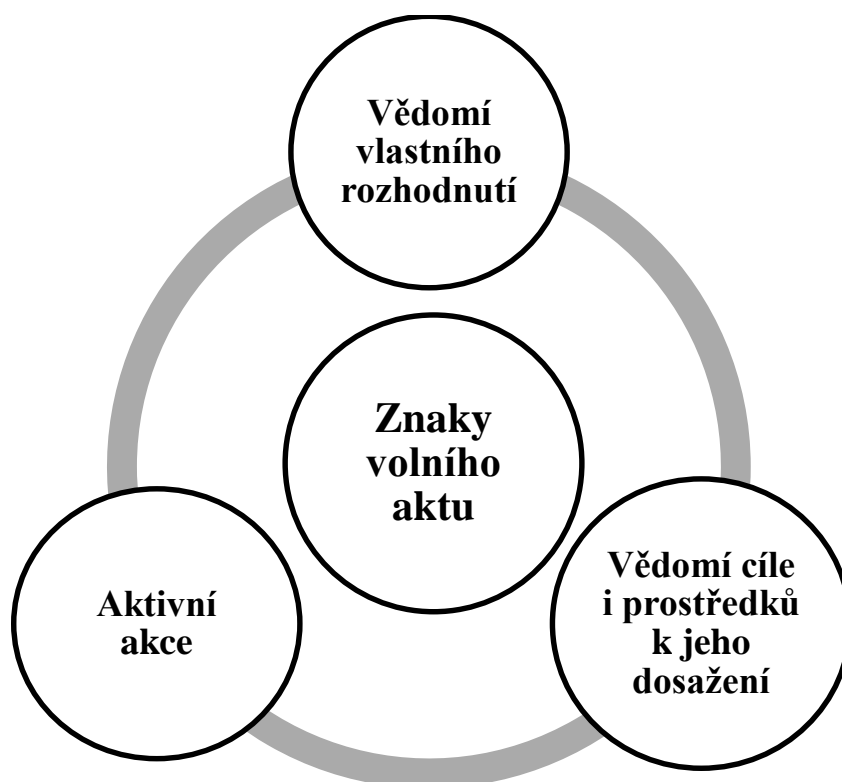 Vědomí
vlastního
rozhodnutí
Znaky
volního
aktu
Aktivní
akce
Vědomí cíle
i prostředků
k jeho
dosažení